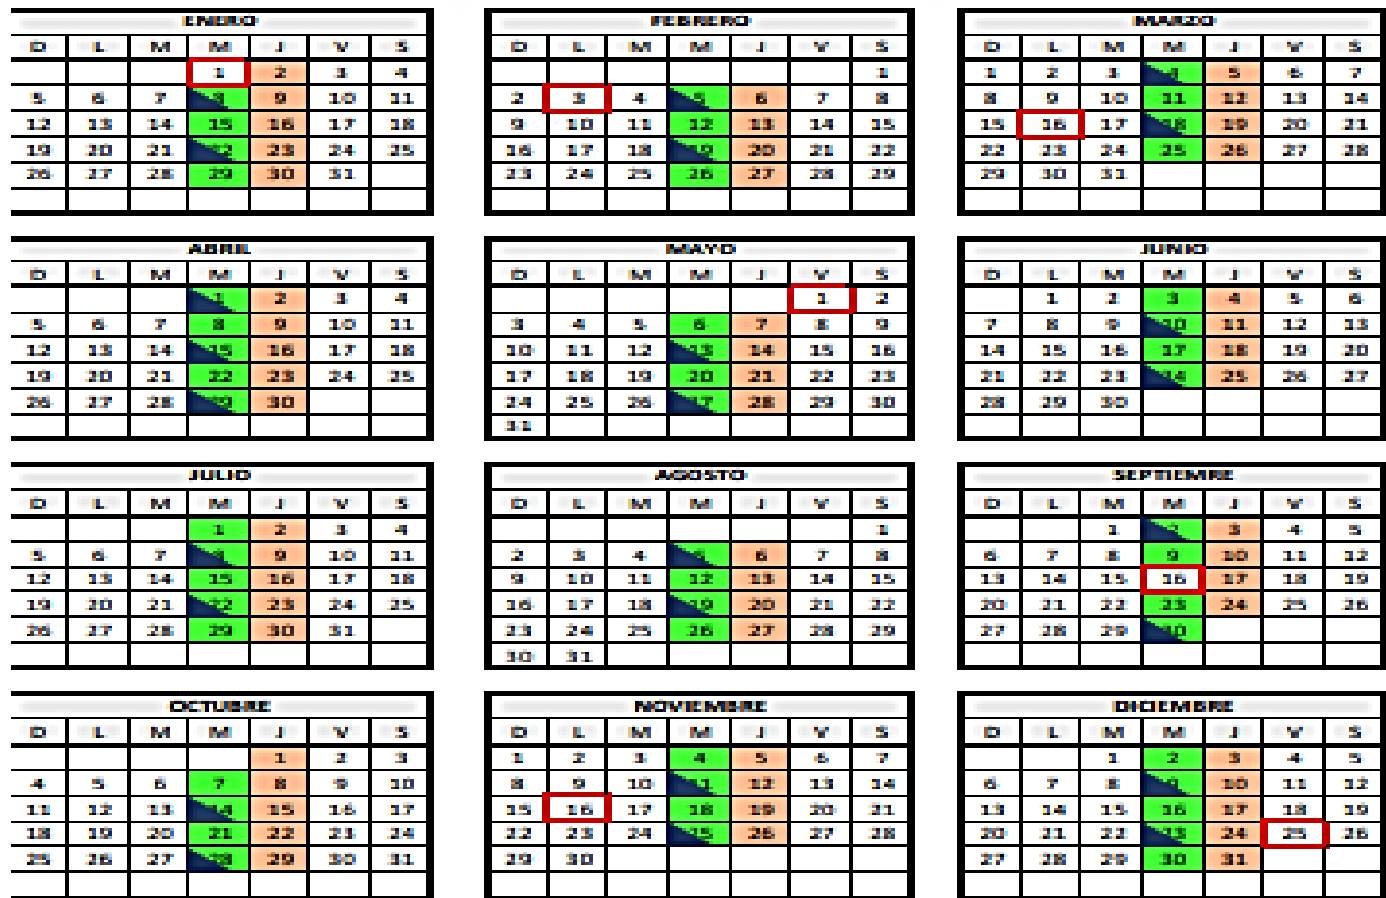 ENERO
D L M M J V S
1 2 3 4
5 6 7 8 9 10 11
12 13 14 15 16 17 18
19 20 21 22 23 24 25
26 27 28 29 30 31
FEBRERO
D L M M J V S
1
2 3 4 5 6 7 8
9 10 11 12 13 14 15
16 17 18 19 20 21 22
23 24 25 26 27 28 29
MARZO
D L M M J V S
1 2 3 4 5 6 7
8 9 10 11 12 13 14
15 16 17 18 19 20 21
22 23 24 25 26 27 28
29 30 31
ABRIL
D L M M J V S
1 2 3 4
5 6 7 8 9 10 11
12 13 14 15 16 17 18
19 20 21 22 23 24 25
26 27 28 29 30
MAYO
D L M M J V S
1 2
3 4 5 6 7 8 9
10 11 12 13 14 15 16
17 18 19 20 21 22 23
24 25 26 27 28 29 30
31
JUNIO
D L M M J V S
1 2 3 4 5 6
7 8 9 10 11 12 13
14 15 16 17 18 19 20
21 22 23 24 25 26 27
28 29 30
JULIO
D L M M J V S
1 2 3 4
5 6 7 8 9 10 11
12 13 14 15 16 17 18
19 20 21 22 23 24 25
26 27 28 29 30 31
AGOSTO
D L M M J V S
1
2 3 4 5 6 7 8
9 10 11 12 13 14 15
16 17 18 19 20 21 22
23 24 25 26 27 28 29
30 31
SEPTIEMBRE
D L M M J V S
1 2 3 4 5
6 7 8 9 10 11 12
13 14 15 16 17 18 19
20 21 22 23 24 25 26
27 28 29 30
OCTUBRE
D L M M J V S
1 2 3
4 5 6 7 8 9 10
11 12 13 14 15 16 17
18 19 20 21 22 23 24
25 26 27 28 29 30 31
NOVIEMBRE
D L M M J V S
1 2 3 4 5 6 7
8 9 10 11 12 13 14
15 16 17 18 19 20 21
22 23 24 25 26 27 28
29 30
DICIEMBRE
D L M M J V S
1 2 3 4 5
6 7 8 9 10 11 12
13 14 15 16 17 18 19
20 21 22 23 24 25 26
27 28 29 30 31